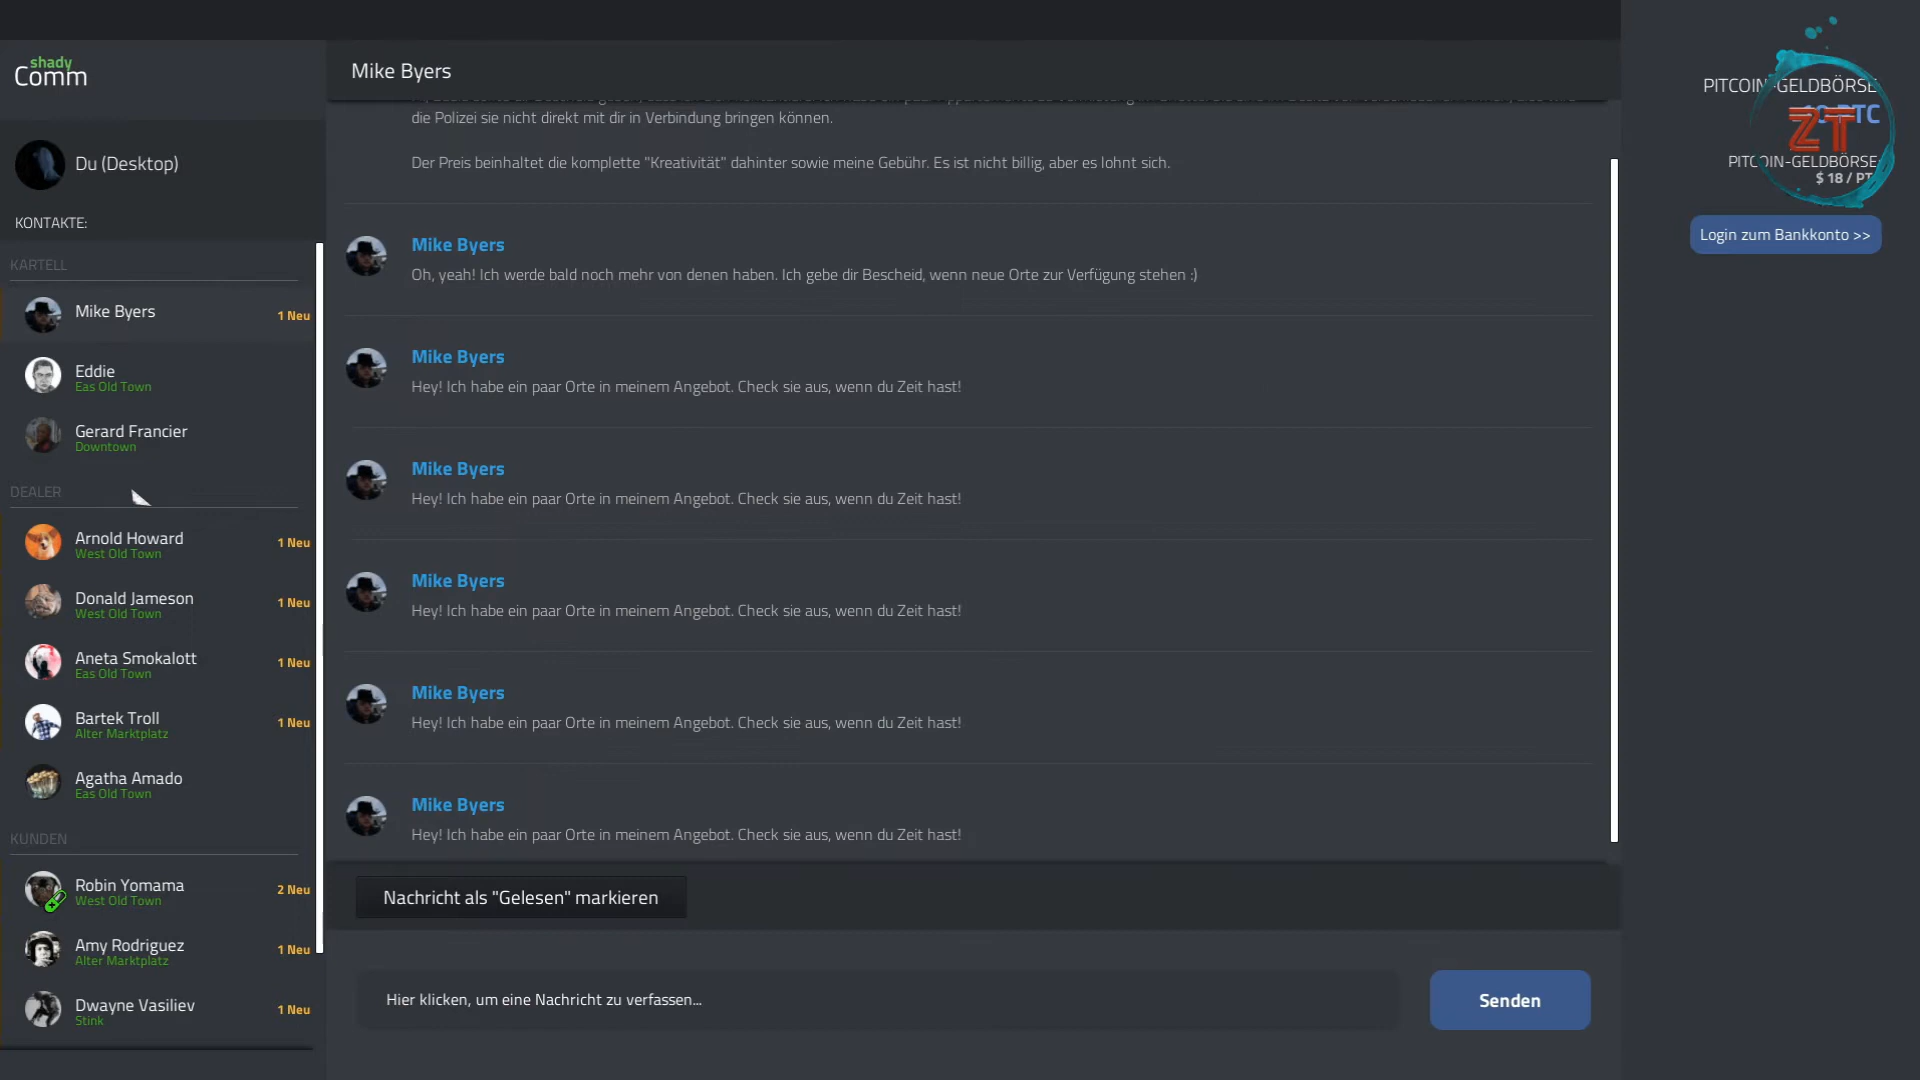 shady
Comm
Du (Desktop)
KONTAKTE:
KARTELL
Mike Byers
1 Neu
Eddie
Eas Old Town
Gerard Francier
Downtown
DEALER
Arnold Howard
West Old Town
1 Neu
Donald Jameson
West Old Town
1 Neu
Aneta Smokalott
Eas Old Town
1 Neu
Bartek Troll
Alter Marktplatz
1 Neu
Agatha Amado
Eas Old Town
KUNDEN
Robin Yomama
West Old Town
2 Neu
Amy Rodriguez
Alter Marktplatz
1 Neu
Dwayne Vasiliev
Stink
1 Neu
Mike Byers
die Polizei sie nicht direkt mit dir in Verbindung bringen können.
Der Preis beinhaltet die komplette "Kreativität" dahinter sowie meine Gebühr. Es ist nicht billig, aber es lohnt sich.
Mike Byers
Oh, yeah! Ich werde bald noch mehr von denen haben. Ich gebe dir Bescheid, wenn neue Orte zur Verfügung stehen :)
Mike Byers
Hey! Ich habe ein paar Orte in meinem Angebot. Check sie aus, wenn du Zeit hast!
Mike Byers
Hey! Ich habe ein paar Orte in meinem Angebot. Check sie aus, wenn du Zeit hast!
Mike Byers
Hey! Ich habe ein paar Orte in meinem Angebot. Check sie aus, wenn du Zeit hast!
Mike Byers
Hey! Ich habe ein paar Orte in meinem Angebot. Check sie aus, wenn du Zeit hast!
Mike Byers
Hey! Ich habe ein paar Orte in meinem Angebot. Check sie aus, wenn du Zeit hast!
Nachricht als "Gelesen" markieren
Hier klicken, um eine Nachricht zu verfassen...
Senden
PITCOIN-GELDBÖRSE
ZT
PITCOIN-GELDBÖRSE:
$ 18 / PT
Login zum Bankkonto >>